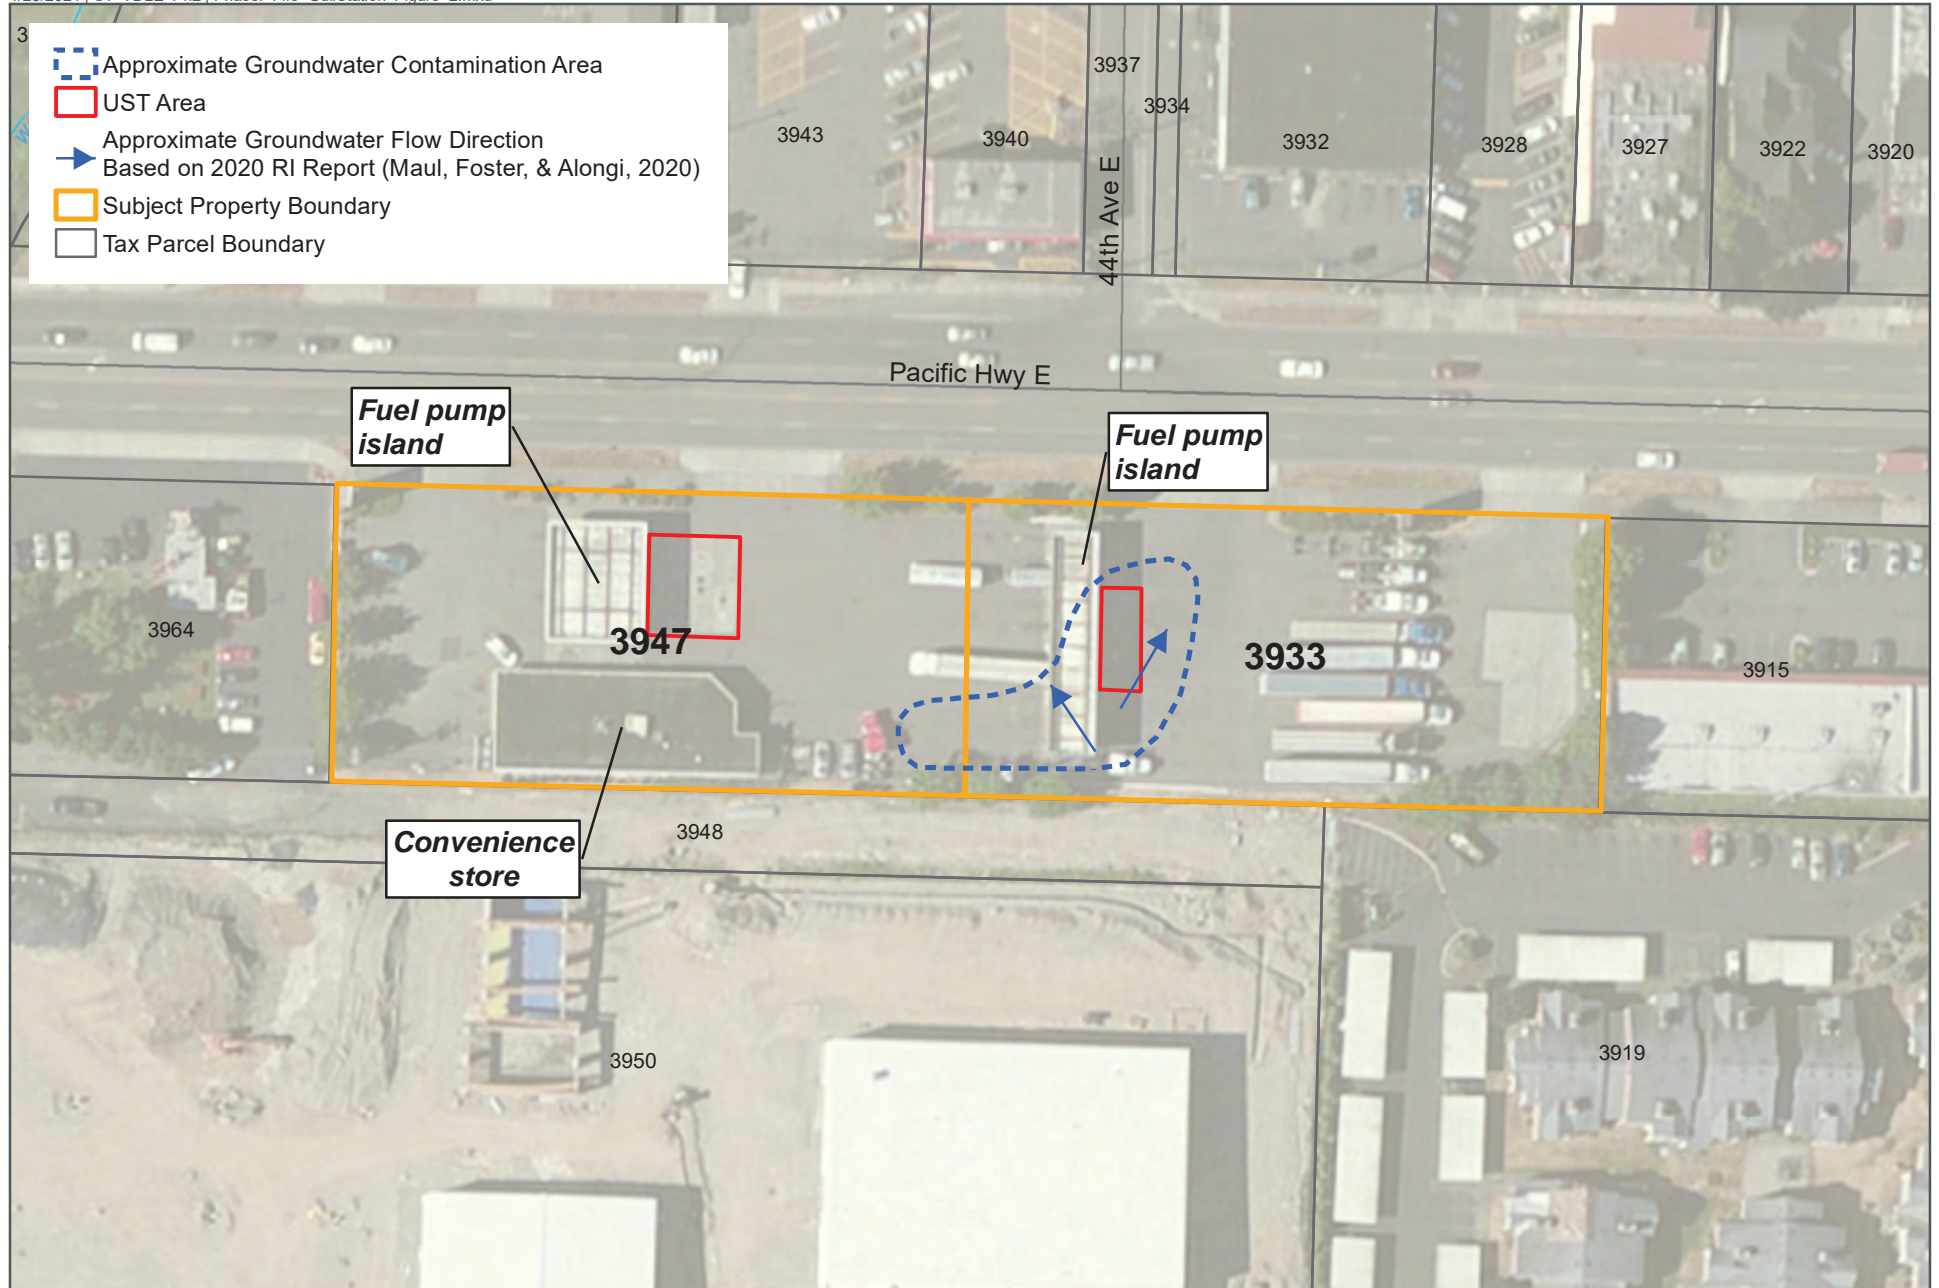 Approximate Groundwater Contamination Area
UST Area
Approximate Groundwater Flow Direction
Based on 2020 RI Report (Maul, Foster, & Alongi, 2020)
Subject Property Boundary
Tax Parcel Boundary
3937
3934
3943
3940
3932
3928
3927
3922
3920
44th Ave E
Pacific Hwy E
Fuel pump
island
Fuel pump
island
3964
3947
3933
3915
3948
Convenience
store
3950
3919